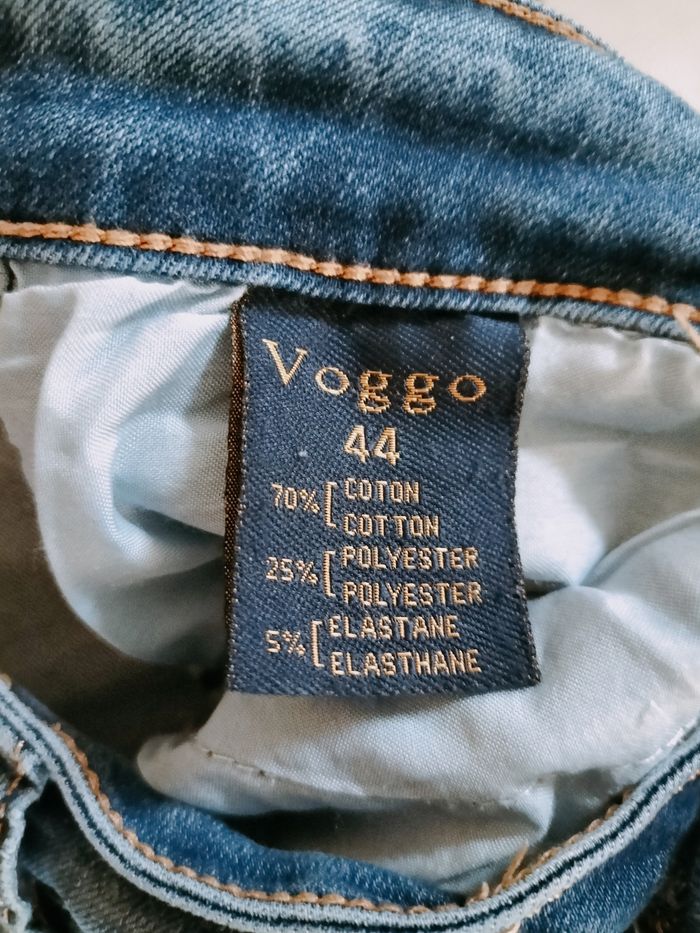 Voggo
44
70% COTON
COTTON
25% POLYESTER
POLYESTER
5% ELASTANE
ELASTHANE